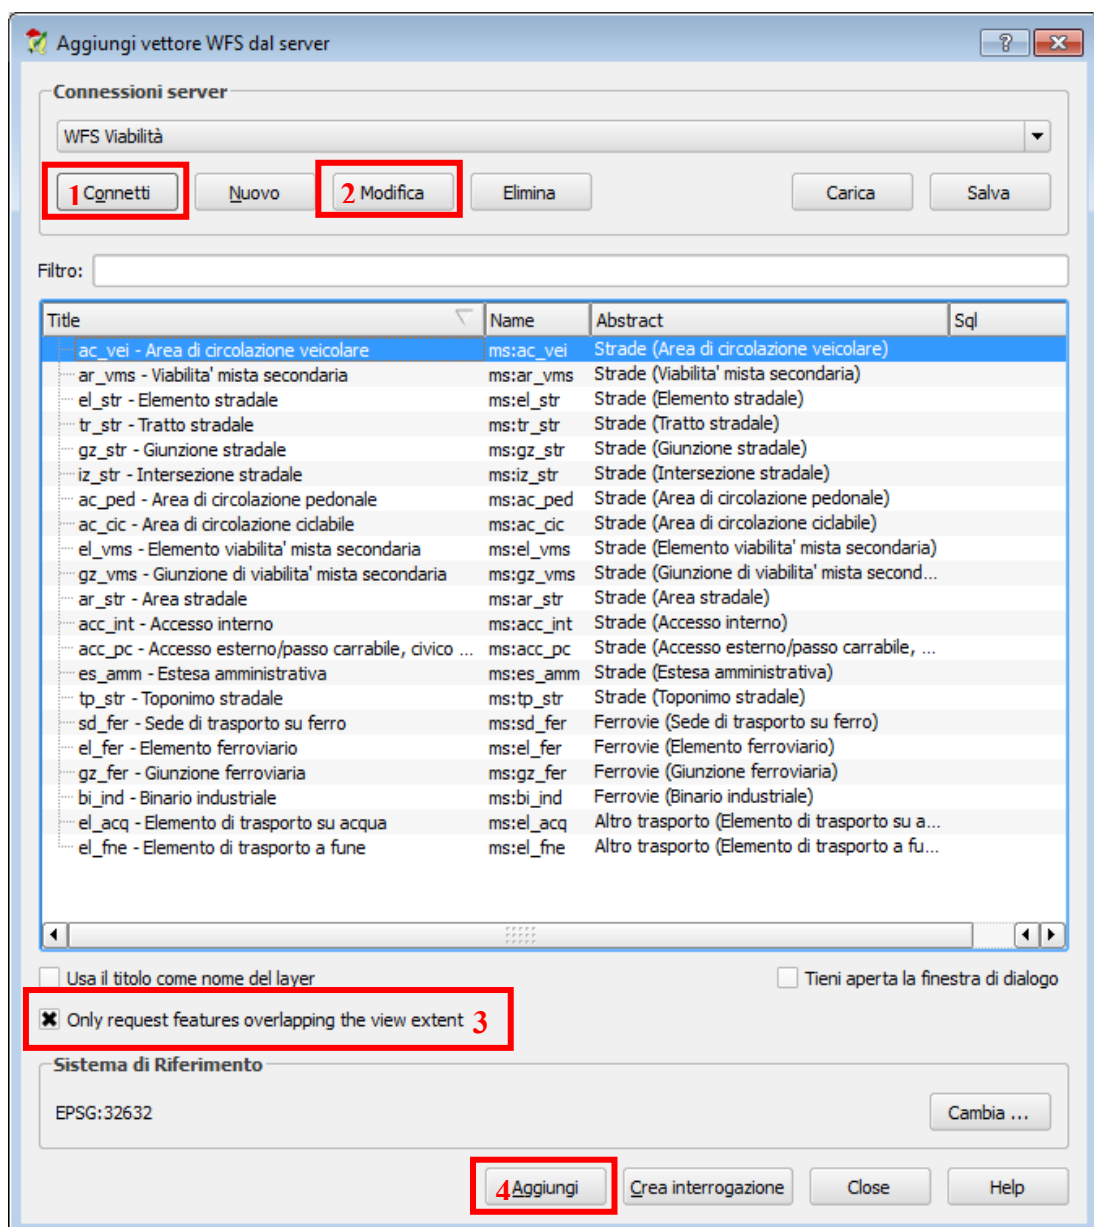 Aggiungi vettore WFS dal server
Connessioni server
WFS Viabilità
1 Connetti Nuovo 2 Modifica Elimina Carica Salva
Filtro:
Title Name Abstract Sql
ac_vei - Area di circolazione veicolare ms:ac_vei Strade (Area di circolazione veicolare)
ar_vms - Viabilita' mista secondaria ms:ar_vms Strade (Viabilita' mista secondaria)
el_str - Elemento stradale ms:el_str Strade (Elemento stradale)
tr_str - Tratto stradale ms:tr_str Strade (Tratto stradale)
gz_str - Giunzione stradale ms:gz_str Strade (Giunzione stradale)
iz_str - Intersezione stradale ms:iz_str Strade (Intersezione stradale)
ac_ped - Area di circolazione pedonale ms:ac_ped Strade (Area di circolazione pedonale)
ac_cic - Area di circolazione ciclabile ms:ac_cic Strade (Area di circolazione ciclabile)
el_vms - Elemento viabilita' mista secondaria ms:el_vms Strade (Elemento viabilita' mista secondaria)
gz_vms - Giunzione di viabilita' mista secondaria ms:gz_vms Strade (Giunzione di viabilita' mista second...
ar_str - Area stradale ms:ar_str Strade (Area stradale)
acc_int - Accesso interno ms:acc_int Strade (Accesso interno)
acc_pc - Accesso esterno/passo carrabile, civico ... ms:acc_pc Strade (Accesso esterno/passo carrabile, ...
es_amm - Estesa amministrativa ms:es_amm Strade (Estesa amministrativa)
tp_str - Toponimo stradale ms:tp_str Strade (Toponimo stradale)
sd_fer - Sede di trasporto su ferro ms:sd_fer Ferrovie (Sede di trasporto su ferro)
el_fer - Elemento ferroviario ms:el_fer Ferrovie (Elemento ferroviario)
gz_fer - Giunzione ferroviaria ms:gz_fer Ferrovie (Giunzione ferroviaria)
bi_ind - Binario industriale ms:bi_ind Ferrovie (Binario industriale)
el_acq - Elemento di trasporto su acqua ms:el_acq Altro trasporto (Elemento di trasporto su a...
el_fne - Elemento di trasporto a fune ms:el_fne Altro trasporto (Elemento di trasporto a fu...
Usa il titolo come nome del layer Tieni aperta la finestra di dialogo
Only request features overlapping the view extent 3
Sistema di Riferimento
EPSG:32632 Cambia ...
4 Aggiungi Crea interrogazione Close Help